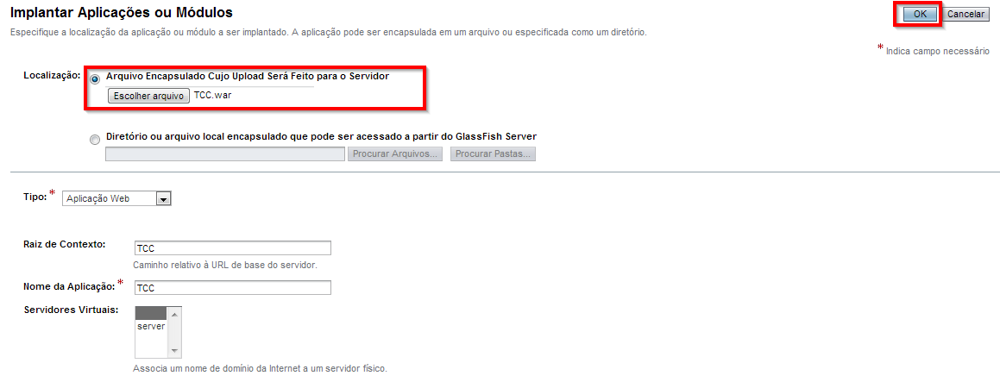 Implantar Aplicações ou Módulos
OK Cancelar
Especifique a localização da aplicação ou módulo a ser implantado. A aplicação pode ser encapsulada em um arquivo ou especificada como um diretório.
* Indica campo necessário
Localização: Arquivo Encapsulado Cujo Upload Será Feito para o Servidor
Escolher arquivo TCC.war
Diretório ou arquivo local encapsulado que pode ser acessado a partir do GlassFish Server
Procurar Arquivos... Procurar Pastas...
Tipo: * Aplicação Web
Raiz de Contexto: TCC
Caminho relativo à URL de base do servidor.
Nome da Aplicação: * TCC
Servidores Virtuais:
server
Associa um nome de domínio da Internet a um servidor físico.